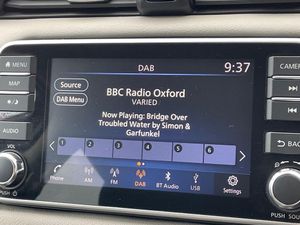 DAB
9:37
MENU
CAMERA
Source
DAB Menu
BBC Radio Oxford
VARIED
MAP
Now Playing: Bridge Over
Troubled Water by Simon &
Garfunkel
AUDIO
BACK
1 2 3 4 5 6
VOL
Phone AM FM DAB BT Audio USB Settings
PUSH
PUSH SOUND